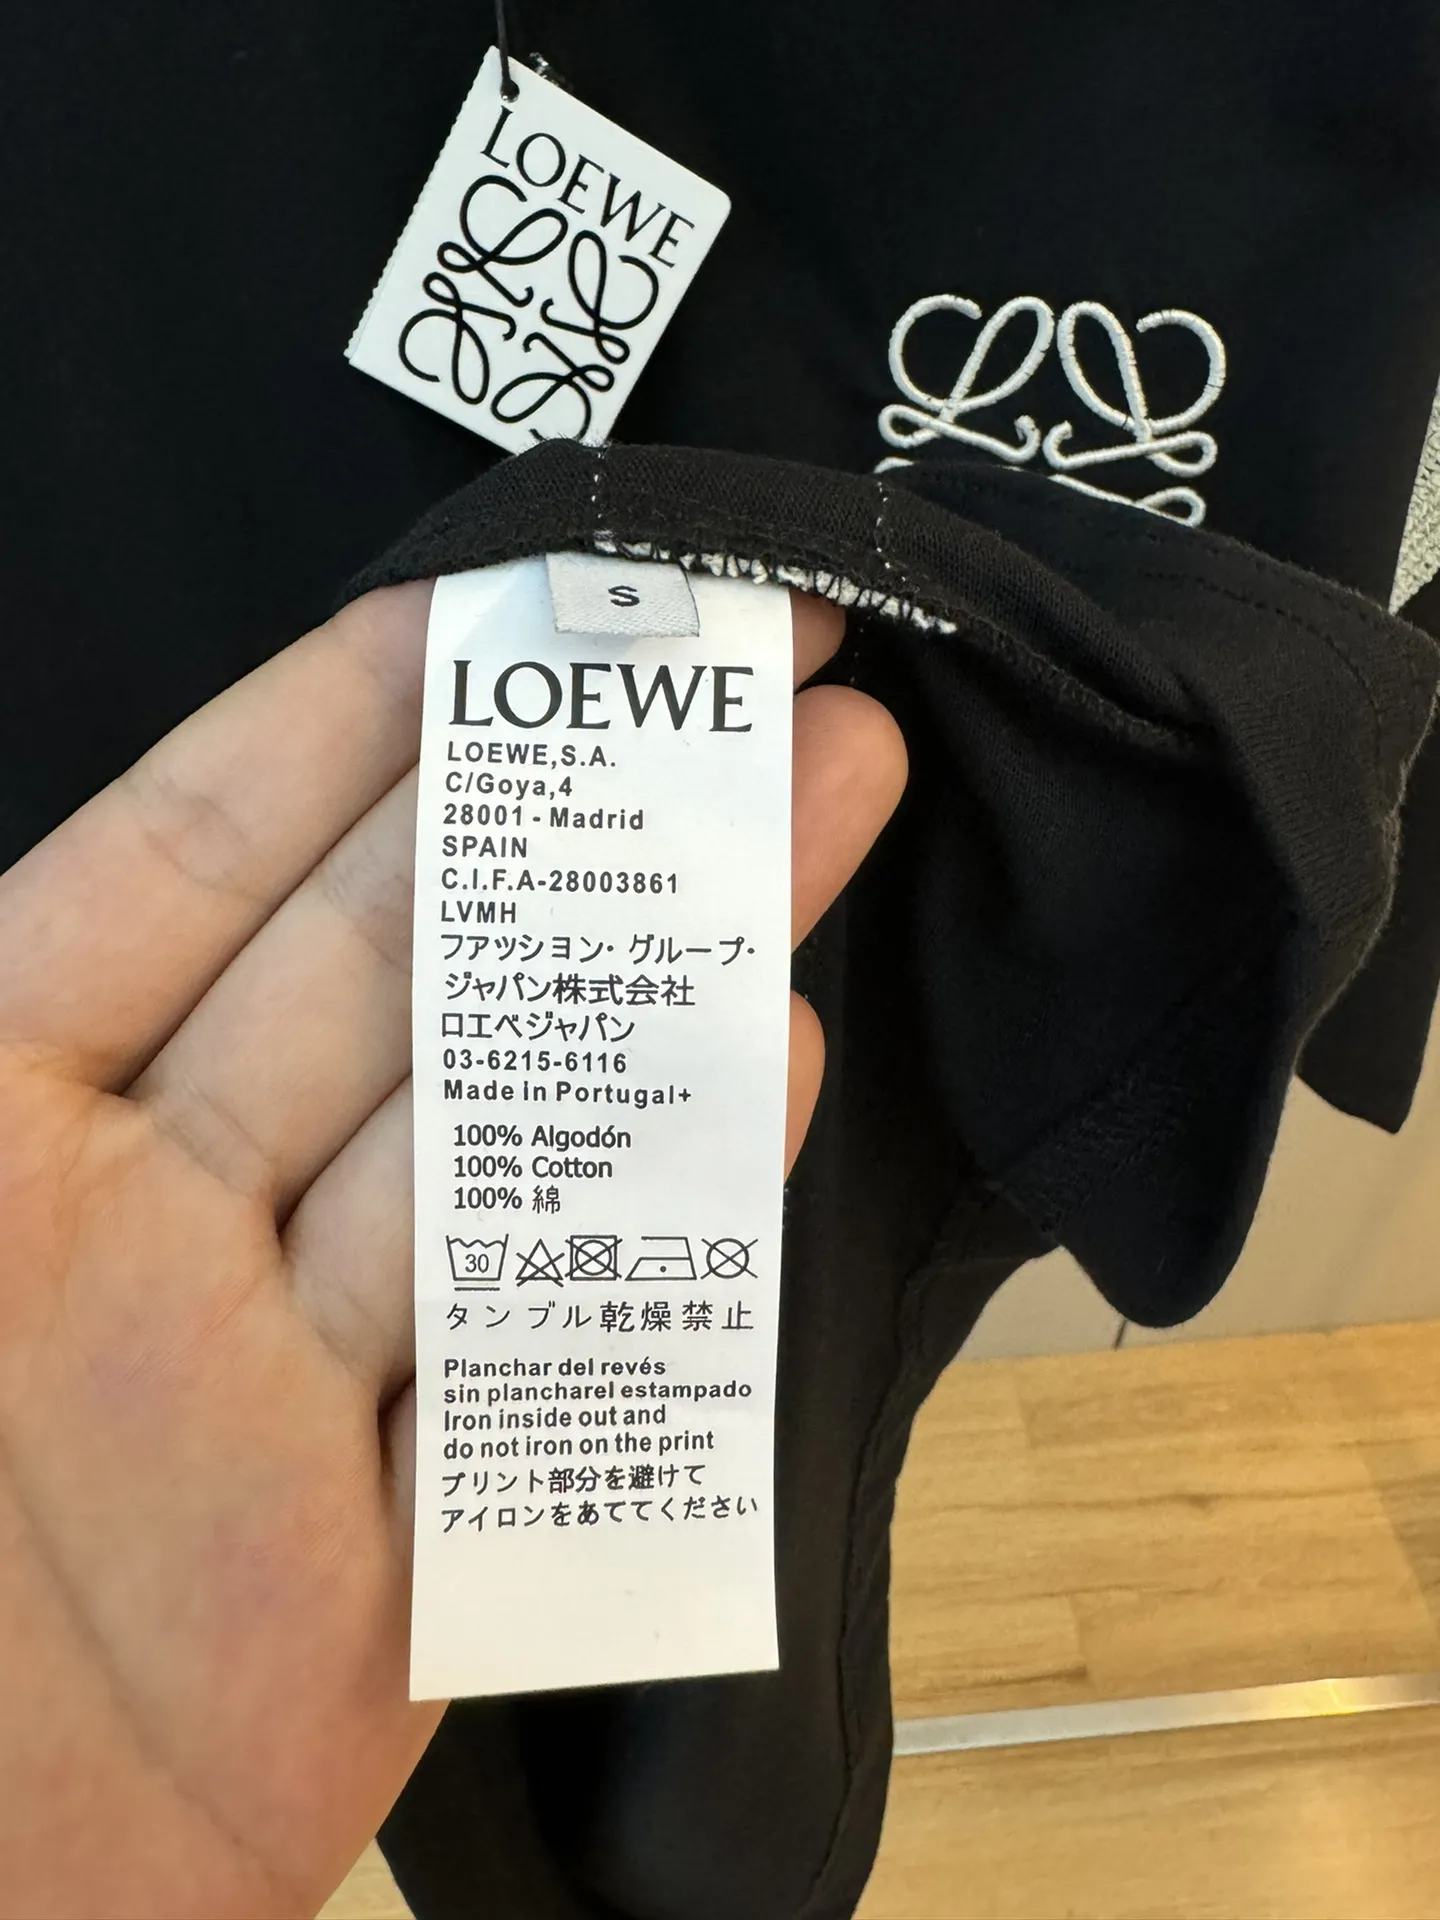 LOEWE
S
LOEWE
LOEWE,S.A.
C/Goya,4
28001 - Madrid
SPAIN
C.I.F.A-28003861
LVMH
ファッション・グループ・
ジャパン株式会社
ロエベジャパン
03-6215-6116
Made in Portugal+
100% Algodón
100% Cotton
100% 綿
30
タンブル乾燥禁止
Planchar del revés
sin plancharel estampado
Iron inside out and
do not iron on the print
プリント部分を避けて
アイロンをあててください